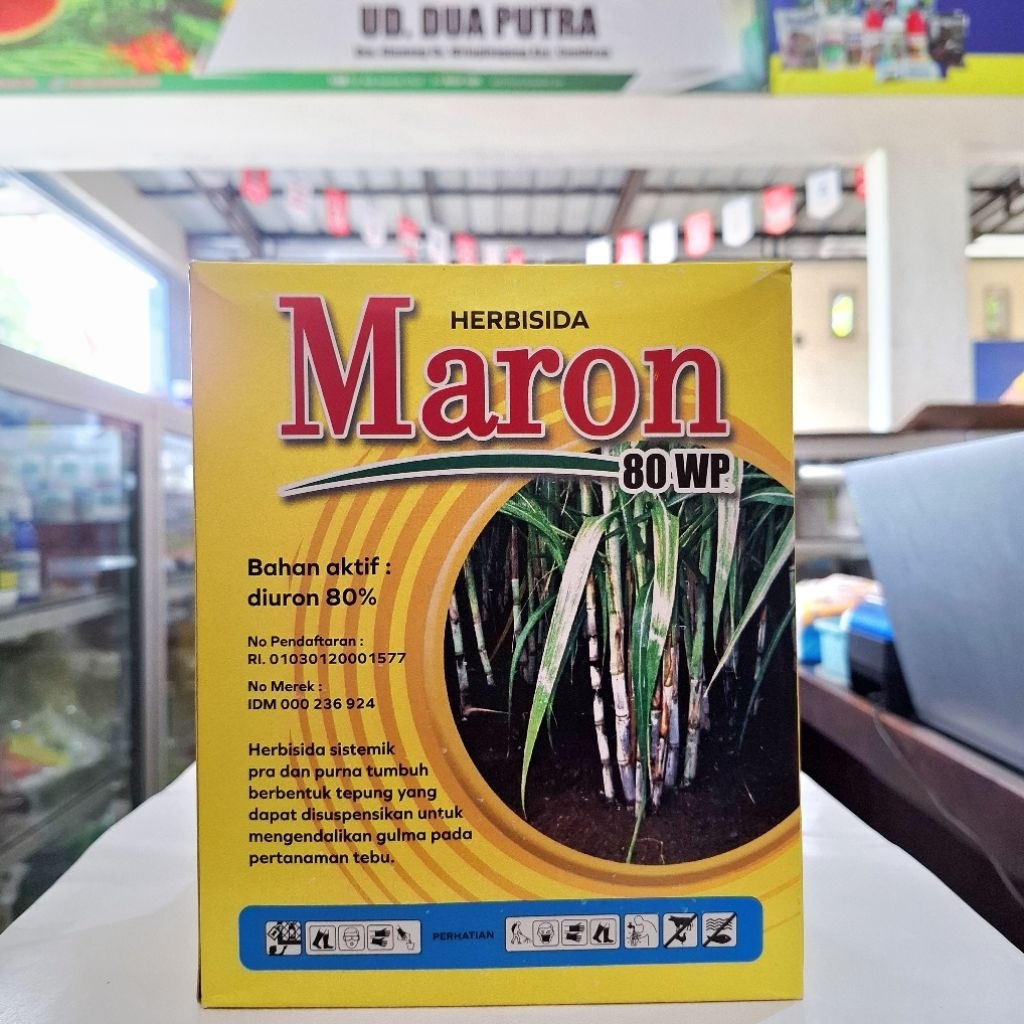 UD. DUA PUTRA
HERBISIDA
Maron
80 WP
Bahan aktif :
diuron 80%
No Pendaftaran :
RI. 01030120001577
No Merek :
IDM 000 236 924
Herbisida sistemik
pra dan purna tumbuh
berbentuk tepung yang
dapat disuspensikan untuk
mengendalikan gulma pada
pertanaman tebu.
PERHATIAN